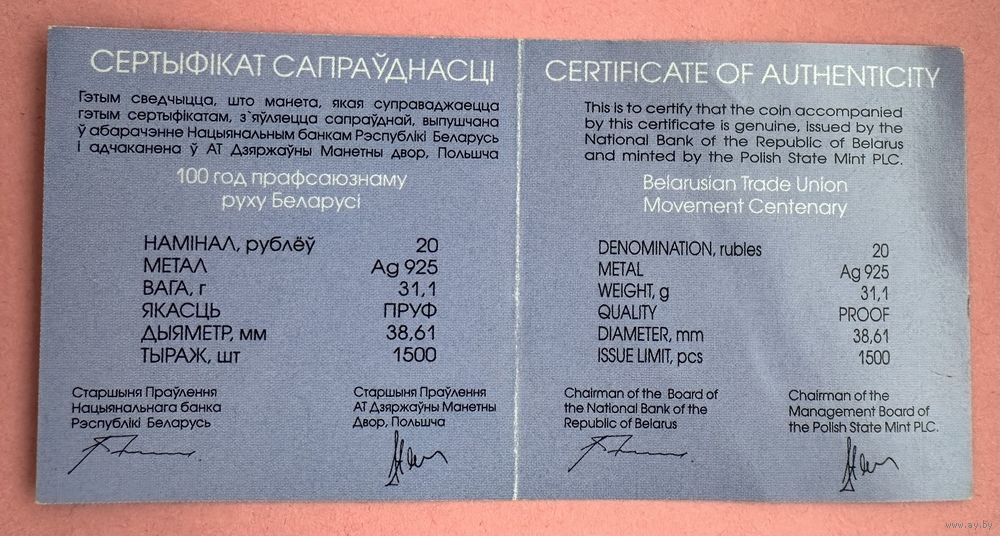 СЕРТЫФІКАТ САПРАЎДНАСЦІ
Гэтым сведчыцца, што манета, якая суправаджаецца
гэтым сертыфікатам, з`яўляецца сапраўднай, выпушчана
ў абарачэнне Нацыянальным банкам Рэспублікі Беларусь
і адчаканена ў АТ Дзяржаўны Манетны двор, Польшча
100 год прафсаюзнаму
руху Беларусі
НАМІНАЛ, рублёў 20
МЕТАЛ Ag 925
ВАГА, г 31,1
ЯКАСЦЬ ПРУФ
ДЫЯМЕТР, мм 38,61
ТЫРАЖ, шт 1500
Старшыня Праўлення
Нацыянальнага банка
Рэспублікі Беларусь
Старшыня Праўлення
АТ Дзяржаўны Манетны
Двор, Польшча
CERTIFICATE OF AUTHENTICITY
This is to certify that the coin accompanied
by this certificate is genuine, issued by the
National Bank of the Republic of Belarus
and minted by the Polish State Mint PLC.
Belarusian Trade Union
Movement Centenary
DENOMINATION, rubles 20
METAL Ag 925
WEIGHT, g 31,1
QUALITY PROOF
DIAMETER, mm 38,61
ISSUE LIMIT, pcs 1500
Chairman of the Board of
the National Bank of the
Republic of Belarus
Chairman of the
Management Board of
the Polish State Mint PLC.
www.ay.by